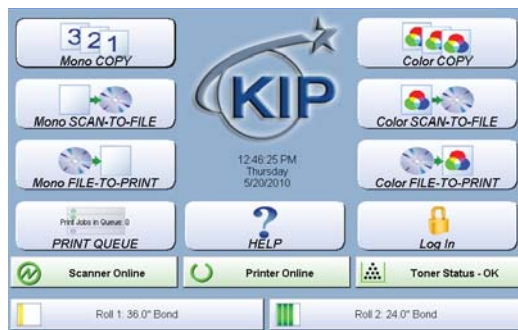 3 2 1
Mono COPY
Color COPY
KIP
Mono SCAN-TO-FILE
Color SCAN-TO-FILE
12:46:25 PM
Thursday
5/20/2010
Mono FILE-TO-PRINT
Color FILE-TO-PRINT
Print Jobs in Queue: 0
PRINT QUEUE
?
HELP
Log In
Scanner Online
Printer Online
Toner Status - OK
Roll 1: 36.0" Bond
Roll 2: 24.0" Bond